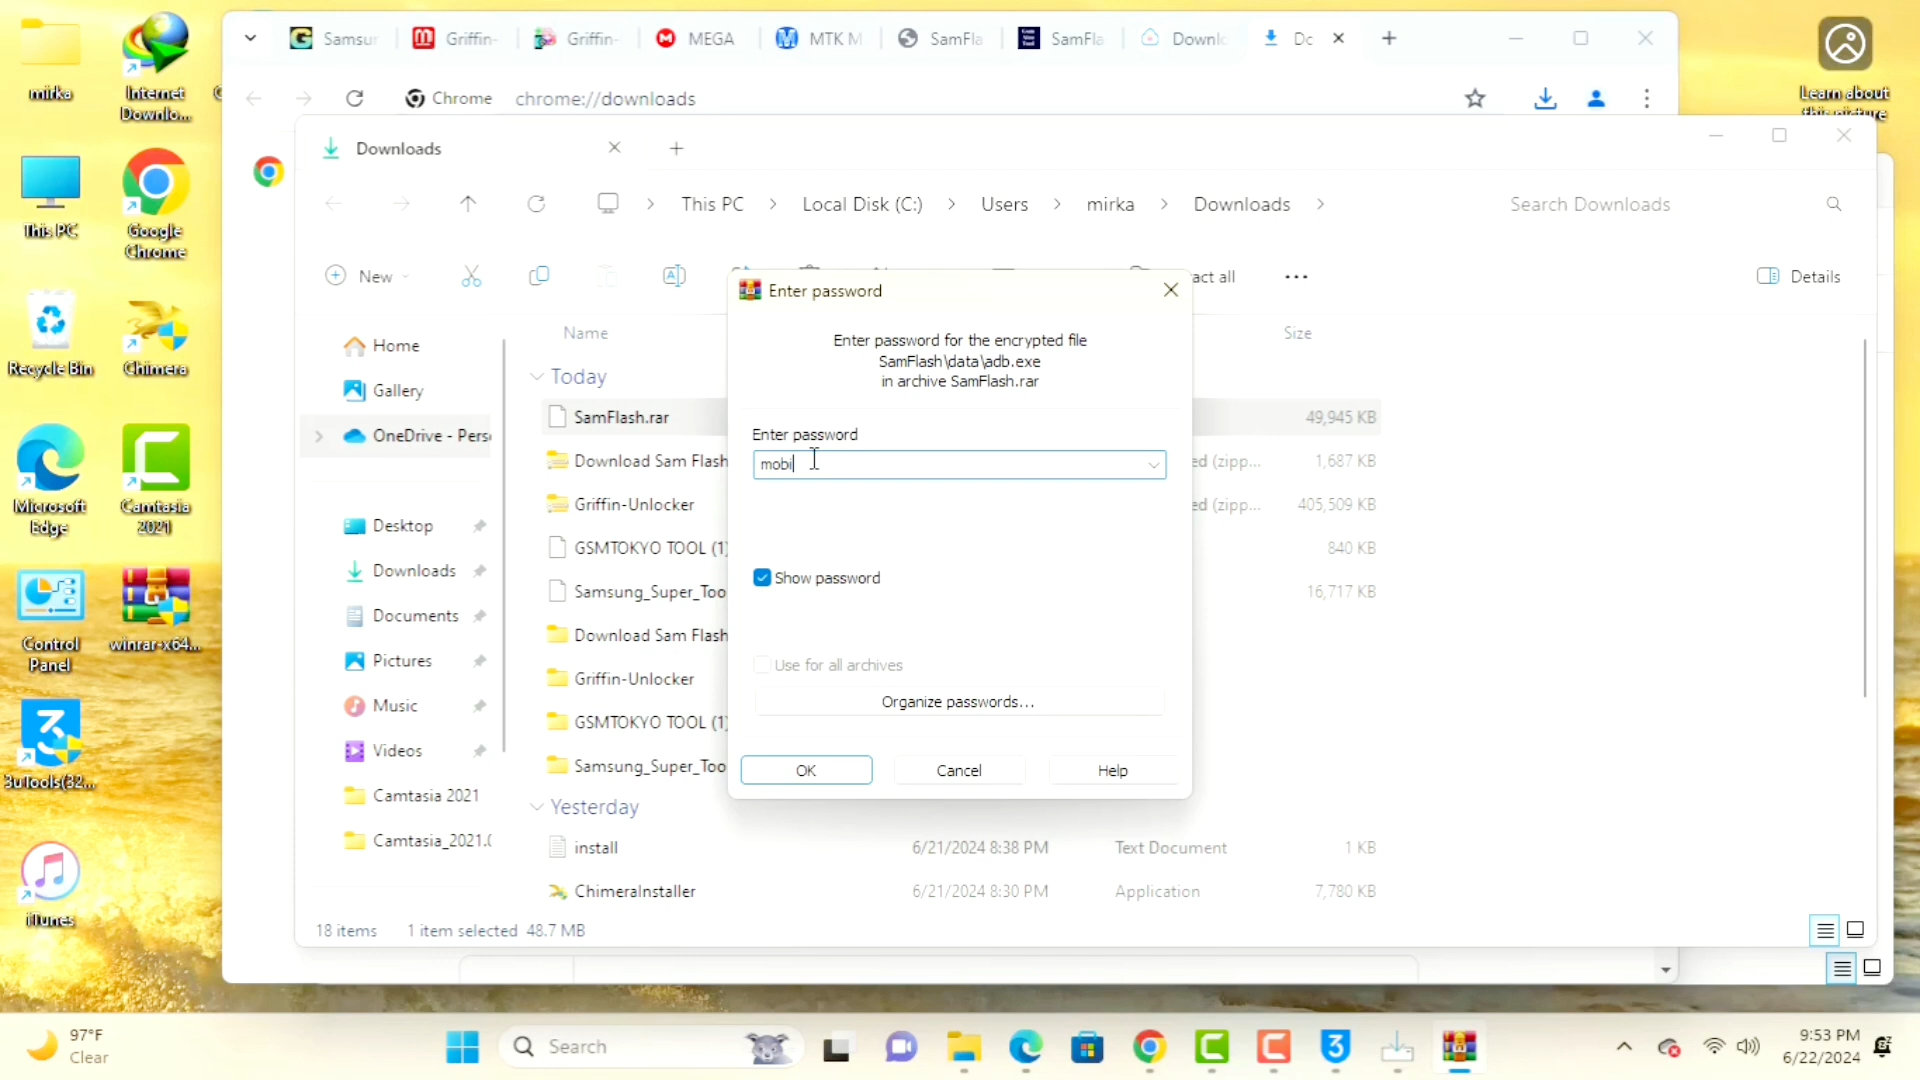 Samsu
Griffin-
Griffin-
MEGA
MTK M
SamFla
SamFla
Downlo
Dc
Chrome
chrome://downloads
mirka
Internet
Downlo...
Learn about
this picture
Downloads
This PC
Local Disk (C:)
Users
mirka
Downloads
Search Downloads
This PC
Google
Chrome
New
act all
Details
Enter password
Enter password for the encrypted file
SamFlash\data\adb.exe
in archive SamFlash.rar
Enter password
mobi
Show password
Use for all archives
Organize passwords...
OK
Cancel
Help
Name
Size
Home
Gallery
OneDrive - Perso
Desktop
Downloads
Documents
Pictures
Music
Videos
Camtasia 2021
Camtasia_2021.0
Today
SamFlash.rar
49,945 KB
Download Sam Flash
ed (zipp...
1,687 KB
Griffin-Unlocker
ed (zipp...
405,509 KB
GSMTOKYO TOOL (1)
840 KB
Samsung_Super_Too
16,717 KB
Download Sam Flash
Griffin-Unlocker
GSMTOKYO TOOL (1)
Samsung_Super_Too
Yesterday
install
6/21/2024 8:38 PM
Text Document
1 KB
ChimeraInstaller
6/21/2024 8:30 PM
Application
7,780 KB
18 items
1 item selected
48.7 MB
Recycle Bin
Chimera
Microsoft
Edge
Camtasia
2021
Control
Panel
winrar-x64...
3uTools(32...
iTunes
97°F
Clear
Search
9:53 PM
6/22/2024